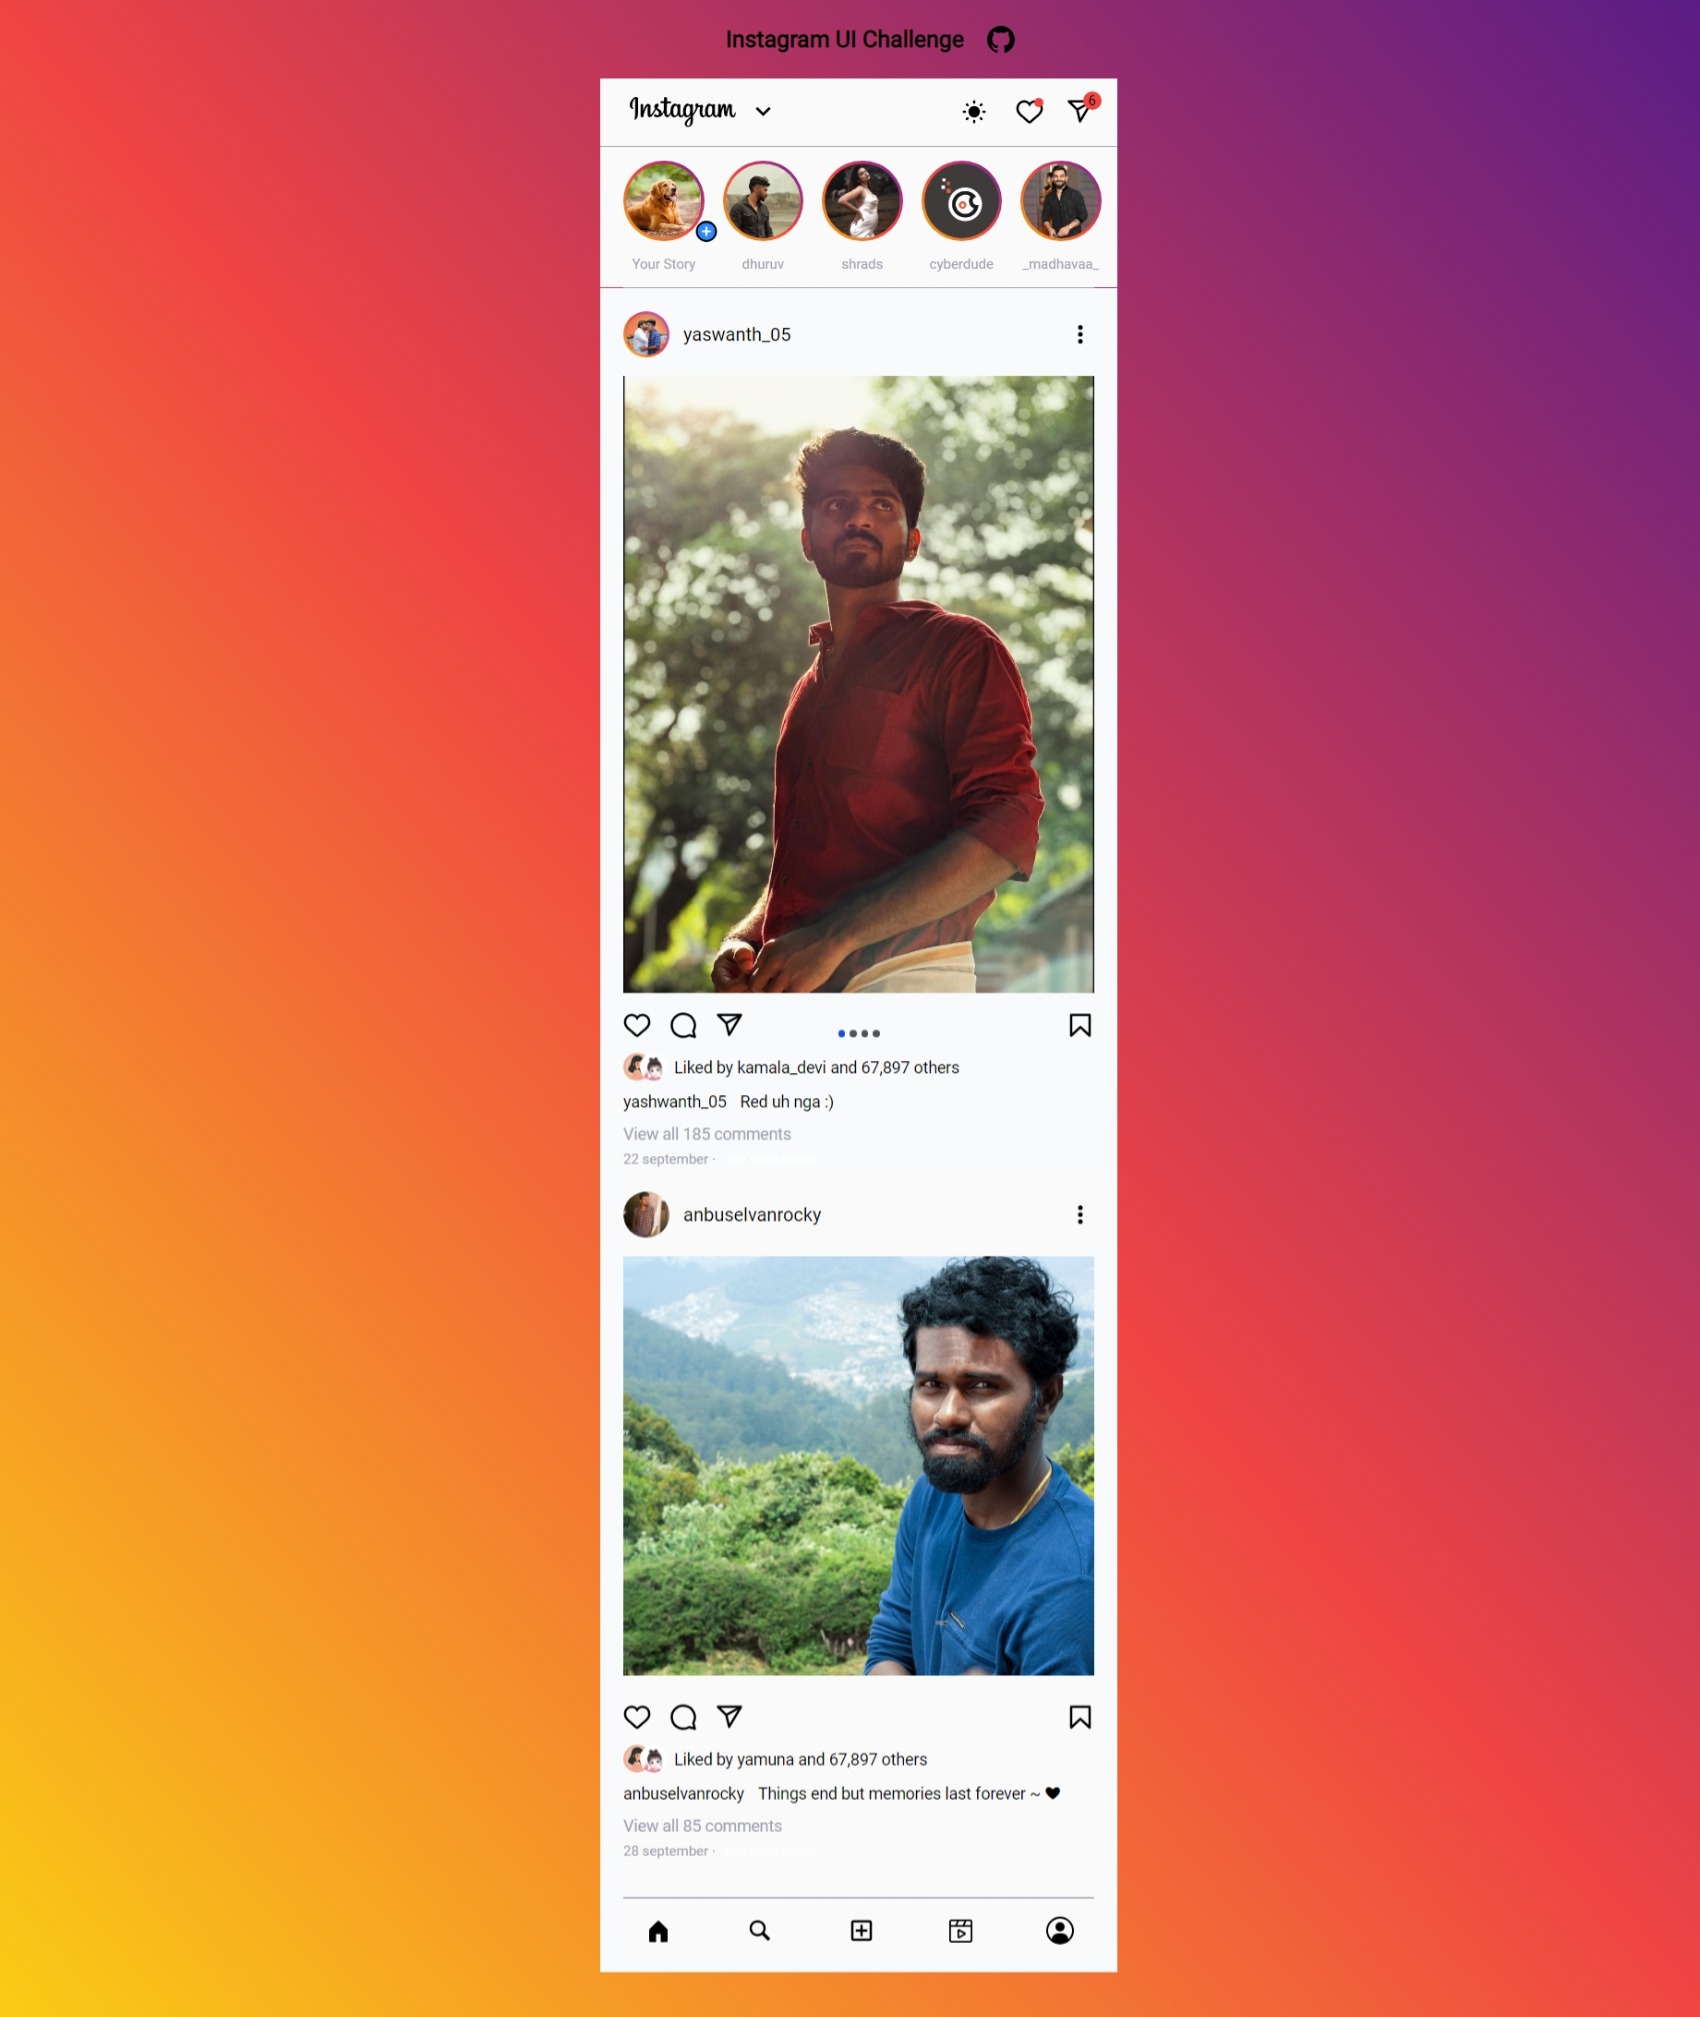 Instagram UI Challenge
Instagram
6
Your Story
dhuruv
shrads
cyberdude
_madhavaa_
yaswanth_05
Liked by kamala_devi and 67,897 others
yashwanth_05 Red uh nga :)
View all 185 comments
22 september ·
anbuselvanrocky
Liked by yamuna and 67,897 others
anbuselvanrocky Things end but memories last forever ~ 🖤
View all 85 comments
28 september ·